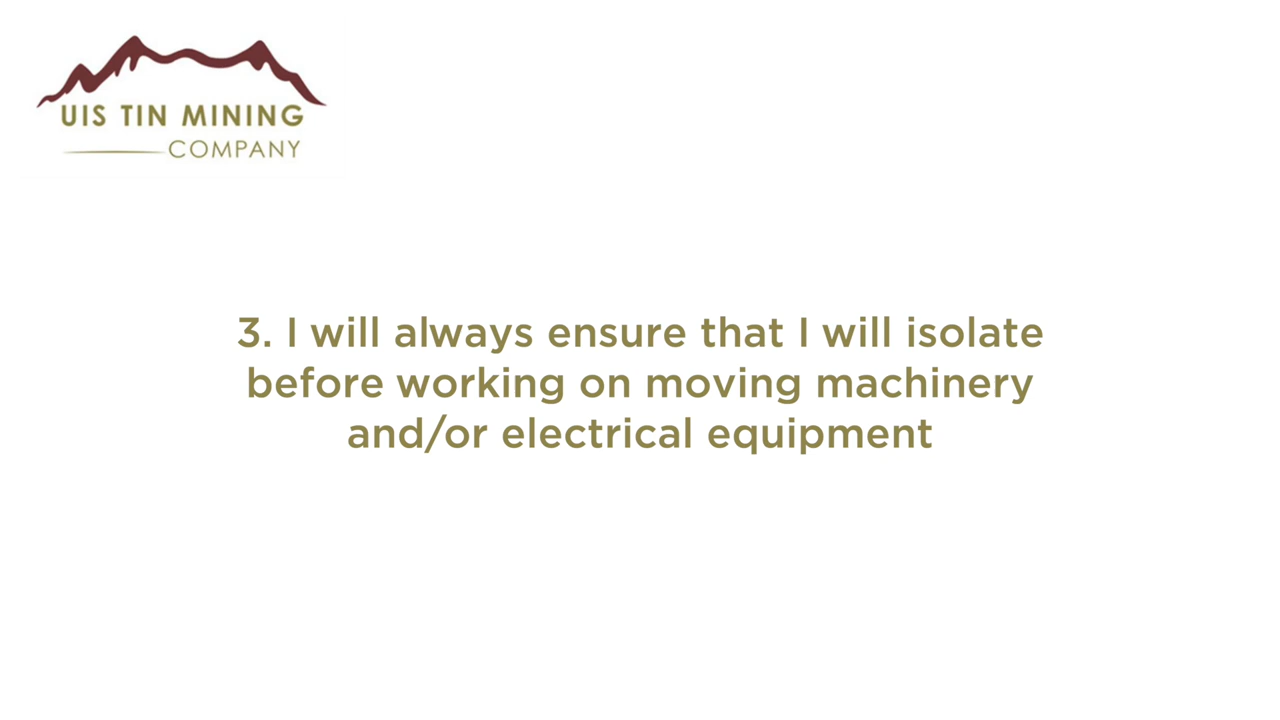 UIS TIN MINING
COMPANY
3. I will always ensure that I will isolate
before working on moving machinery
and/or electrical equipment